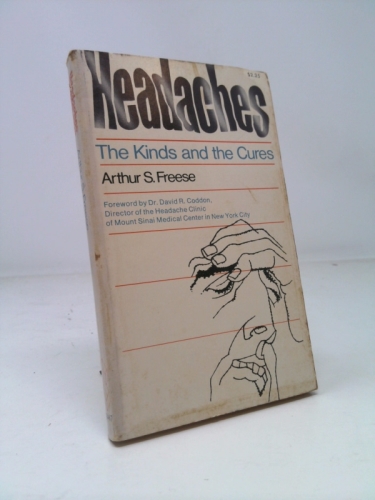 Headaches
The Kinds and the Cures
Arthur S. Freese
Foreword by Dr. David R. Coddon,
Director of the Headache Clinic
of Mount Sinai Medical Center in New York City